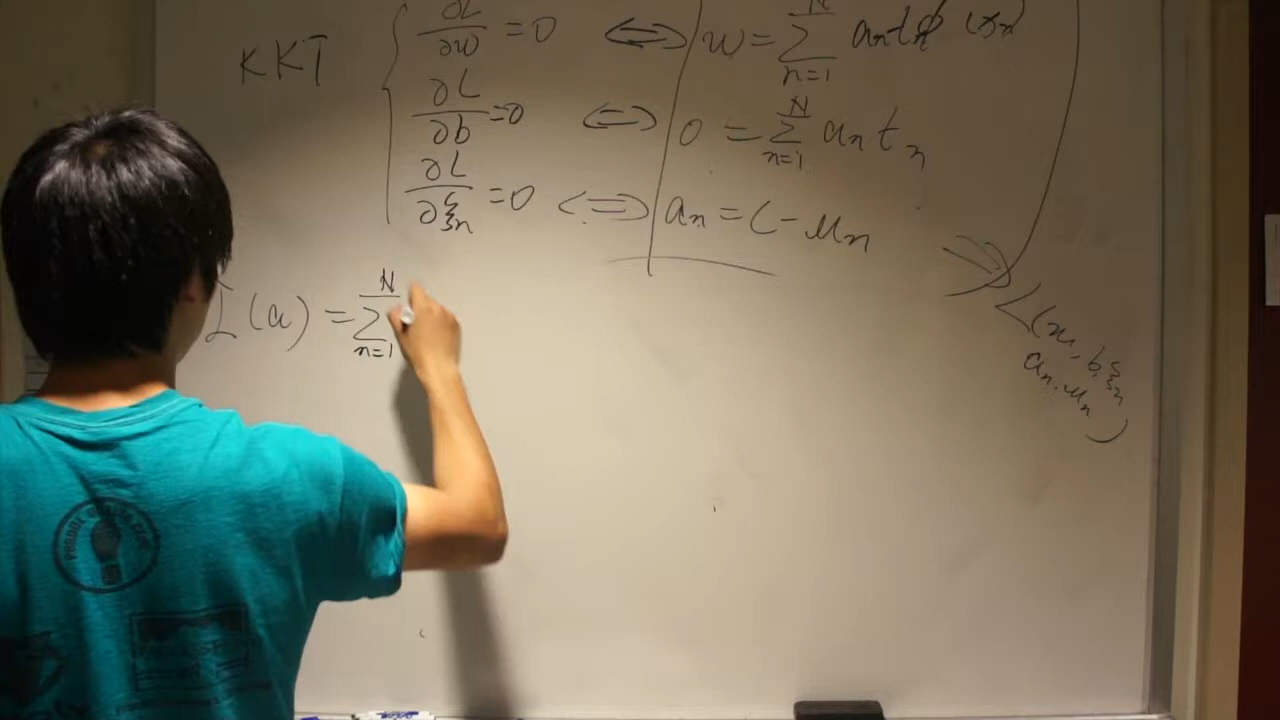 KKT
∂L/∂w = 0 ⟺ w = Σ_{n=1}^{N} a_n t_n ϕ(x_n)
∂L/∂b = 0 ⟺ 0 = Σ_{n=1}^{N} a_n t_n
∂L/∂ξ_n = 0 ⟺ a_n = C - μ_n
L(a) = Σ_{n=1}^{N}
⇒ L(w, b, ξ_n
a_n, μ_n)